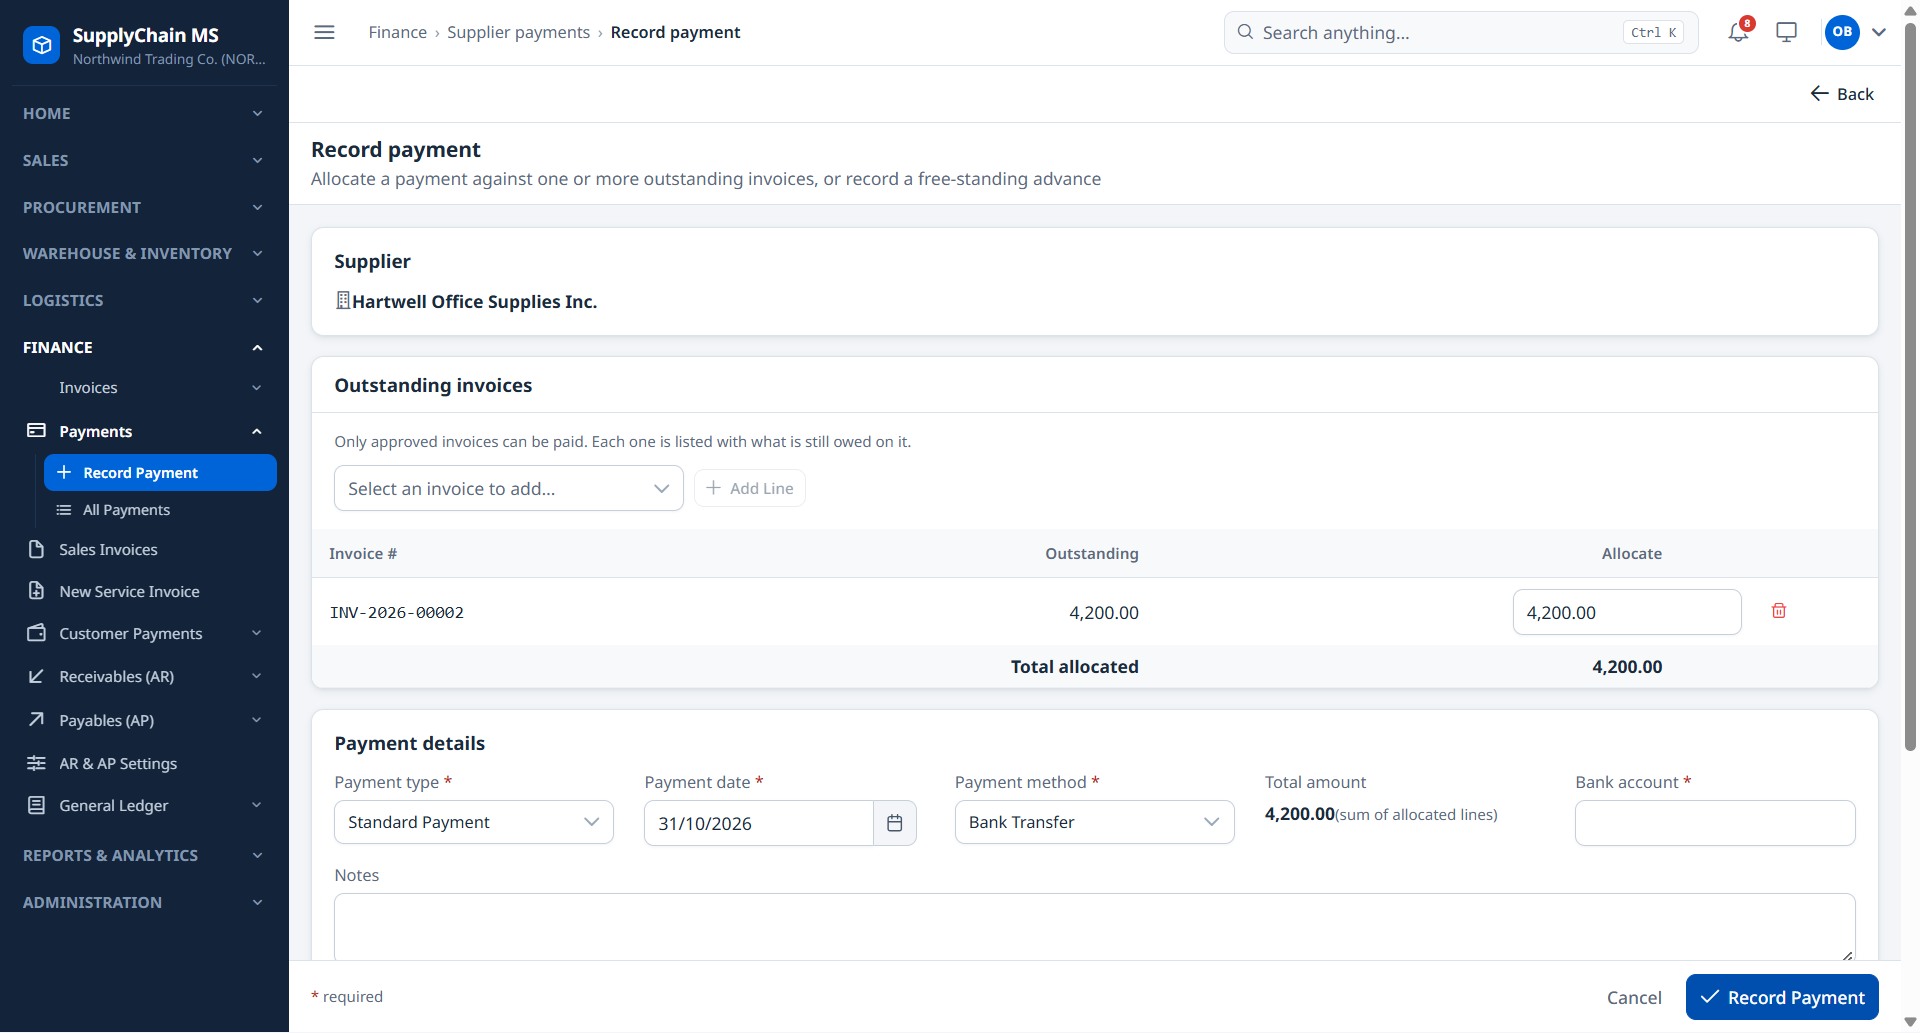 SupplyChain MS
Northwind Trading Co. (NOR...
HOME
SALES
PROCUREMENT
WAREHOUSE & INVENTORY
LOGISTICS
FINANCE
Invoices
Payments
Record Payment
All Payments
Sales Invoices
New Service Invoice
Customer Payments
Receivables (AR)
Payables (AP)
AR & AP Settings
General Ledger
REPORTS & ANALYTICS
ADMINISTRATION
Finance › Supplier payments › Record payment
Search anything... Ctrl K
8
OB
Back
Record payment
Allocate a payment against one or more outstanding invoices, or record a free-standing advance
Supplier
Hartwell Office Supplies Inc.
Outstanding invoices
Only approved invoices can be paid. Each one is listed with what is still owed on it.
Select an invoice to add... Add Line
Invoice # Outstanding Allocate
INV-2026-00002 4,200.00 4,200.00
Total allocated 4,200.00
Payment details
Payment type * Payment date * Payment method * Total amount Bank account *
Standard Payment 31/10/2026 Bank Transfer 4,200.00(sum of allocated lines)
Notes
* required
Cancel Record Payment